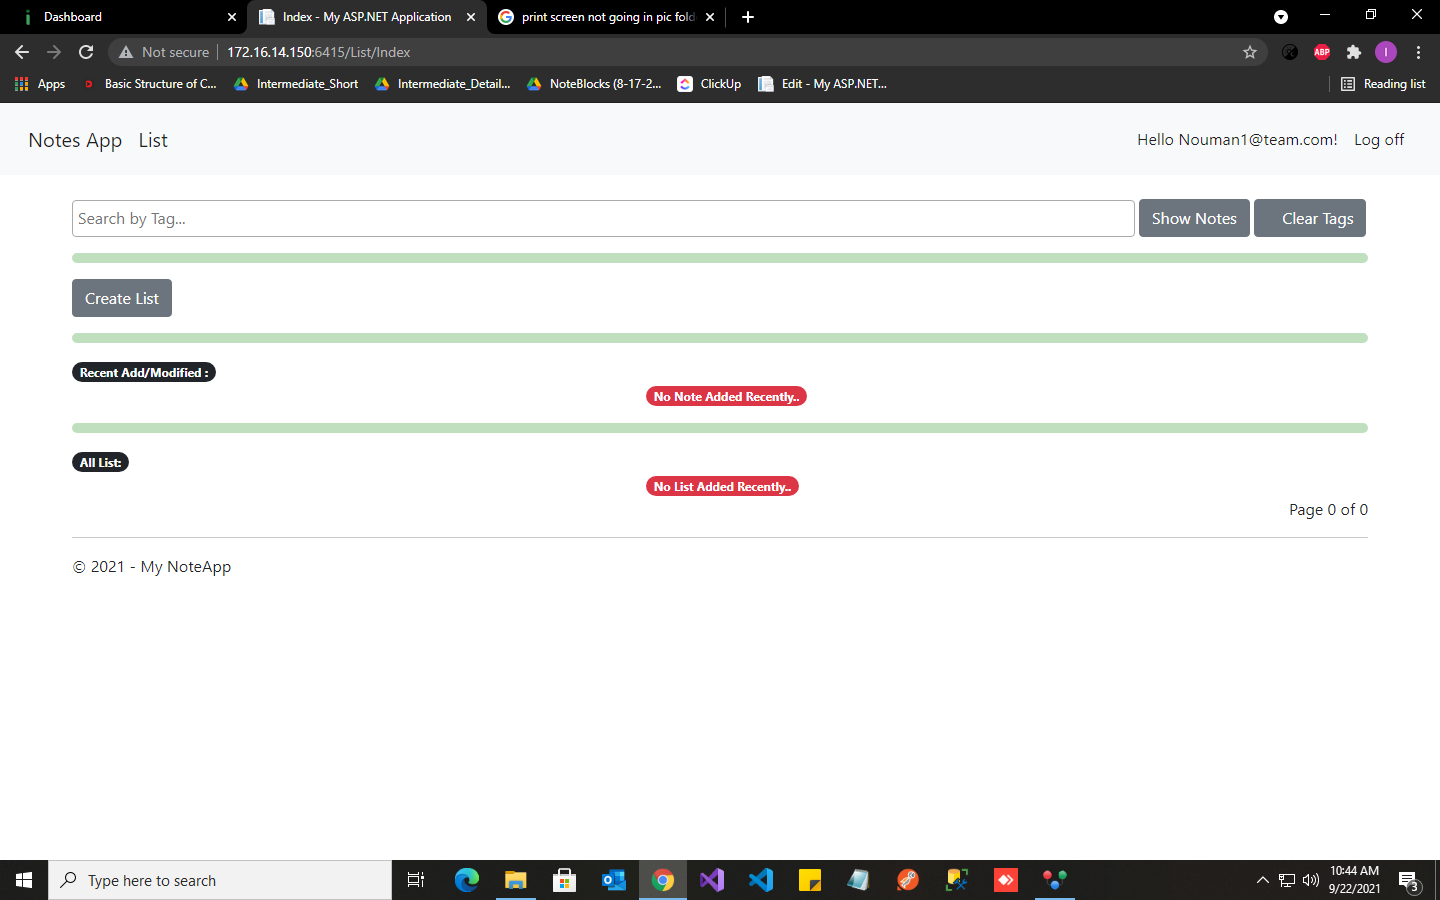 Dashboard
Index - My ASP.NET Application
print screen not going in pic fold
Not secure
172.16.14.150:6415/List/Index
ABP
I
Apps
Basic Structure of C...
Intermediate_Short
Intermediate_Detail...
NoteBlocks (8-17-2...
ClickUp
Edit - My ASP.NET...
Reading list
Notes App List
Hello Nouman1@team.com! Log off
Search by Tag...
Show Notes
Clear Tags
Create List
Recent Add/Modified :
No Note Added Recently..
All List:
No List Added Recently..
Page 0 of 0
© 2021 - My NoteApp
Type here to search
10:44 AM
9/22/2021
3